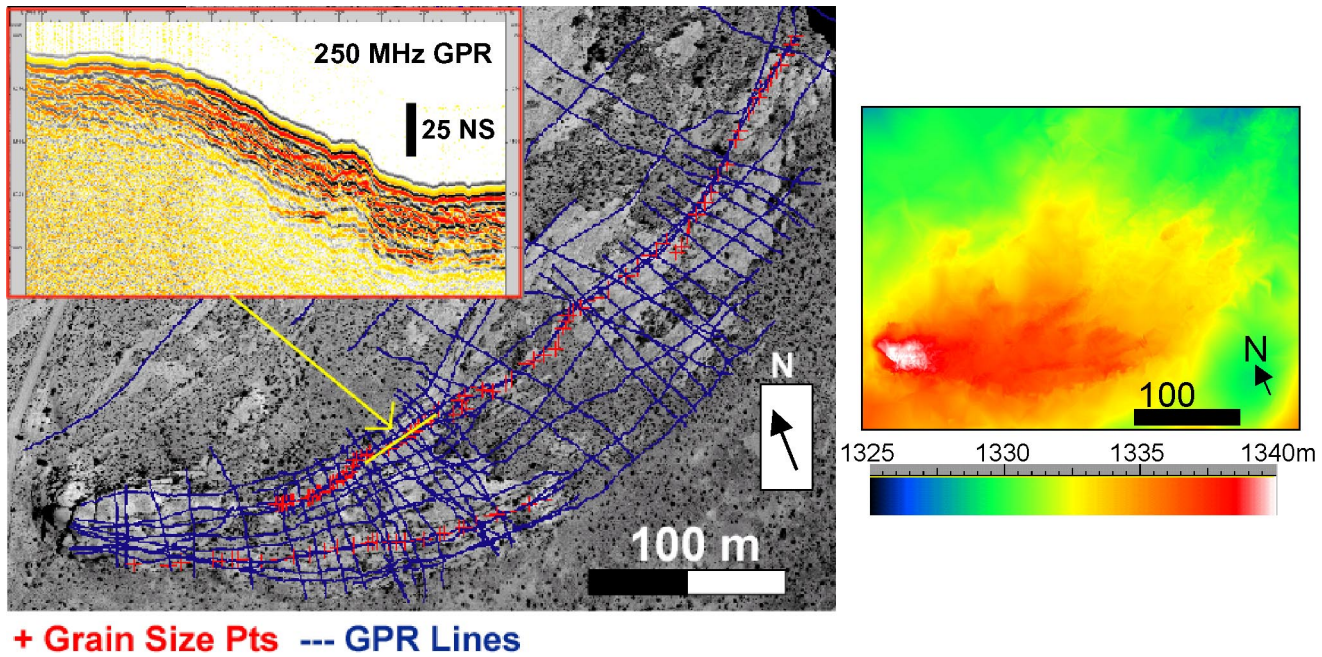 250 MHz GPR
25 NS
N
100 m
+ Grain Size Pts --- GPR Lines
N
100
1325 1330 1335 1340m